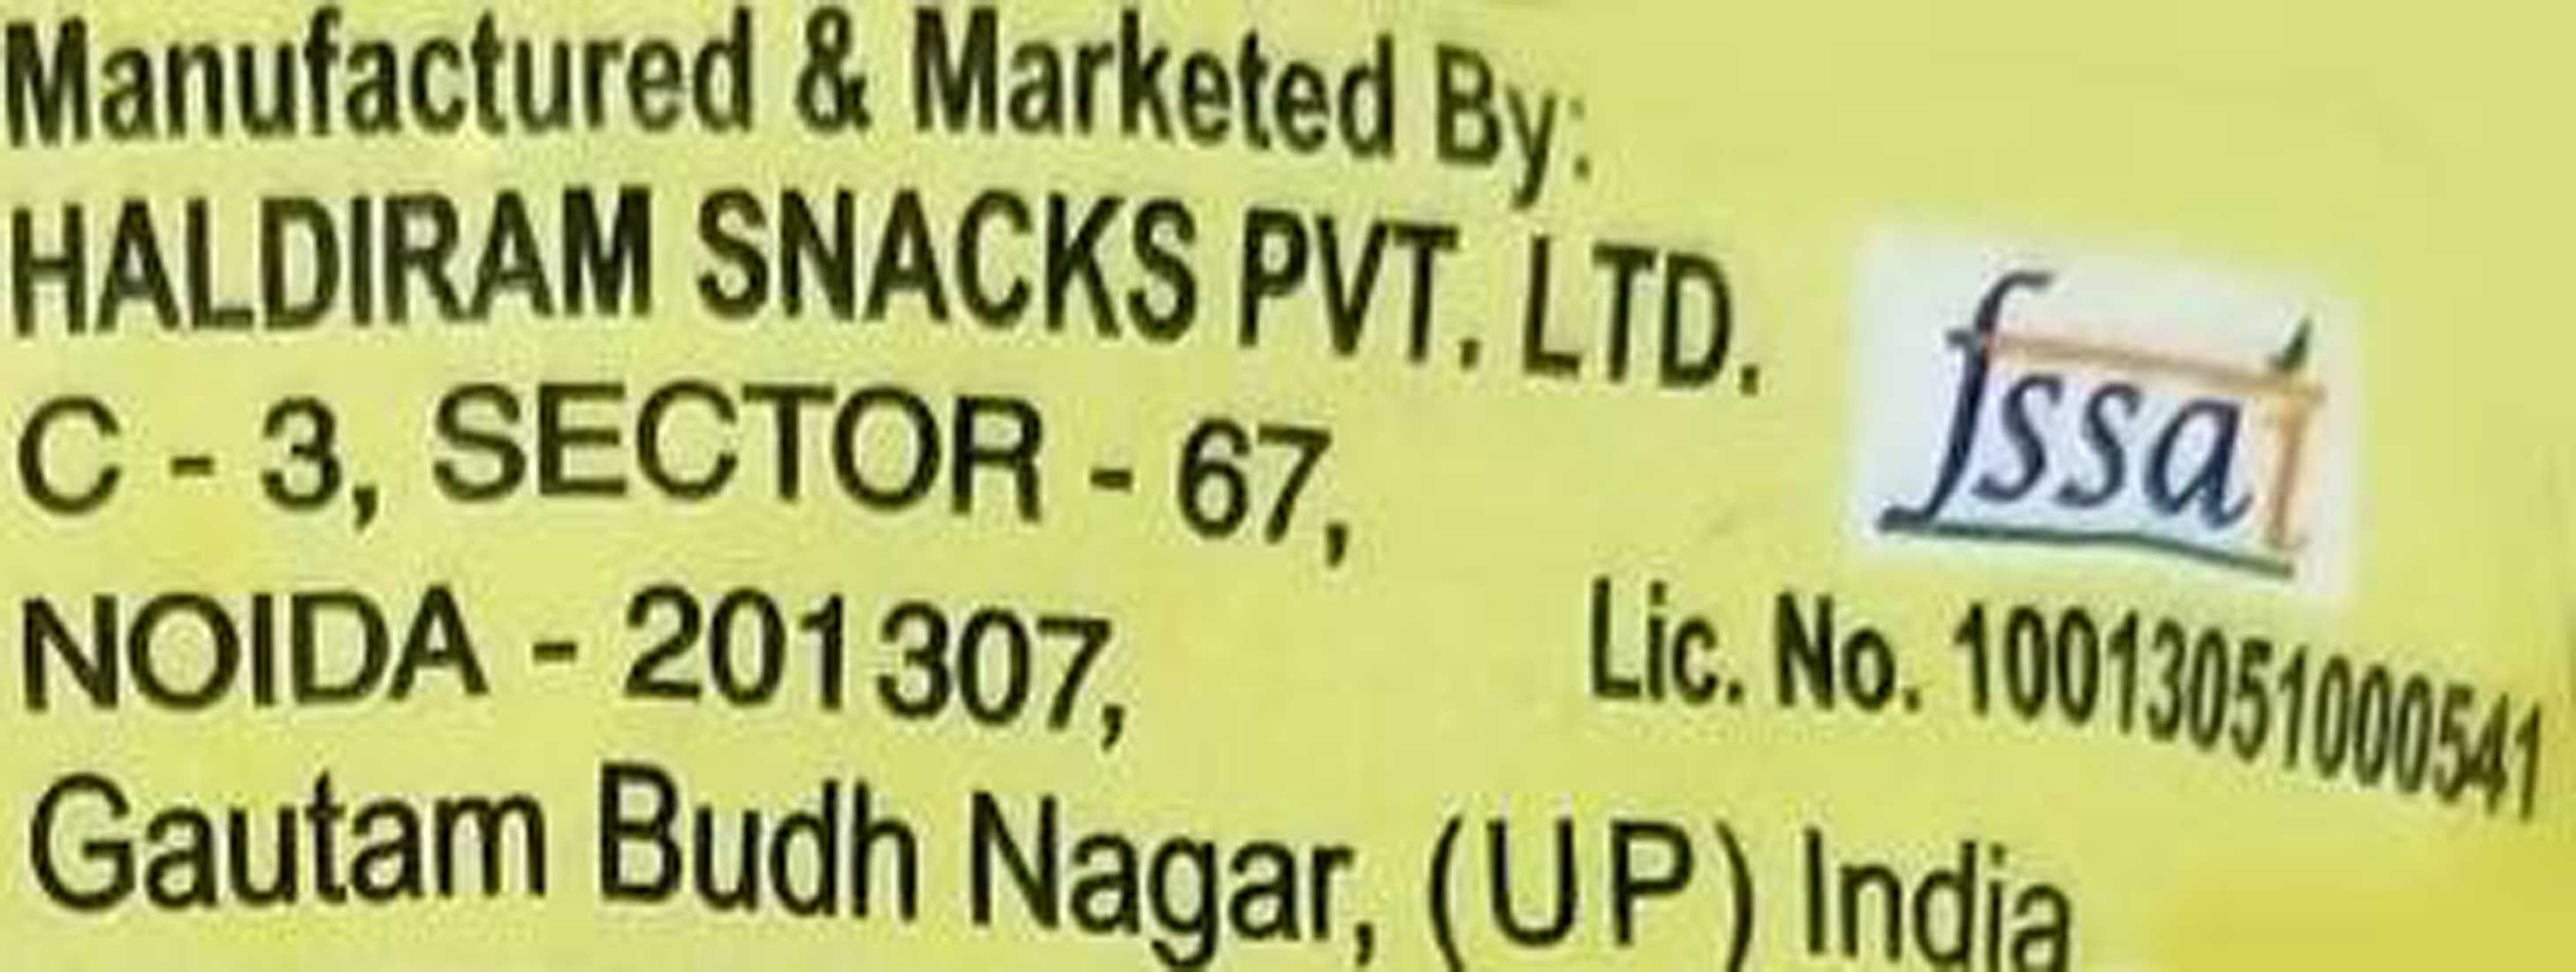 Manufactured & Marketed By:
HALDIRAM SNACKS PVT. LTD.
C - 3, SECTOR - 67,
NOIDA - 201307,
Gautam Budh Nagar, (UP) India
fssai
Lic. No. 10013051000541